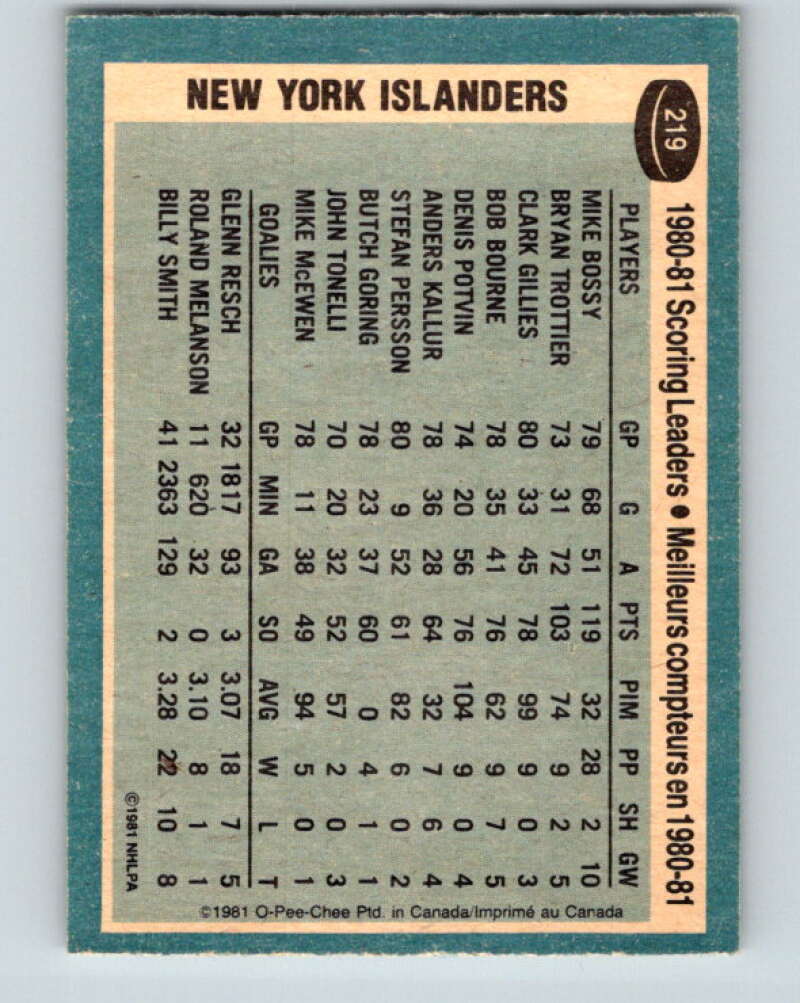 NEW YORK ISLANDERS
219
1980-81 Scoring Leaders • Meilleurs compteurs en 1980-81
PLAYERS GP G A PTS PIM PP SH GW
MIKE BOSSY 79 68 51 119 32 28 2 10
BRYAN TROTTIER 73 31 72 103 74 9 2 5
CLARK GILLIES 80 33 45 78 99 9 0 3
BOB BOURNE 78 35 41 76 62 9 7 5
DENIS POTVIN 74 20 56 76 104 9 0 4
ANDERS KALLUR 78 36 28 64 32 7 6 4
STEFAN PERSSON 80 9 52 61 82 6 0 2
BUTCH GORING 78 23 37 60 0 4 1 1
JOHN TONELLI 70 20 32 52 57 2 0 3
MIKE McEWEN 78 11 38 49 94 5 0 1
GOALIES GP MIN GA SO AVG W L T
GLENN RESCH 32 1817 93 3 3.07 18 7 5
ROLAND MELANSON 11 620 32 0 3.10 8 1 1
BILLY SMITH 41 2363 129 2 3.28 22 10 8
©1981 NHLPA
©1981 O-Pee-Chee Ptd. in Canada/Imprimé au Canada